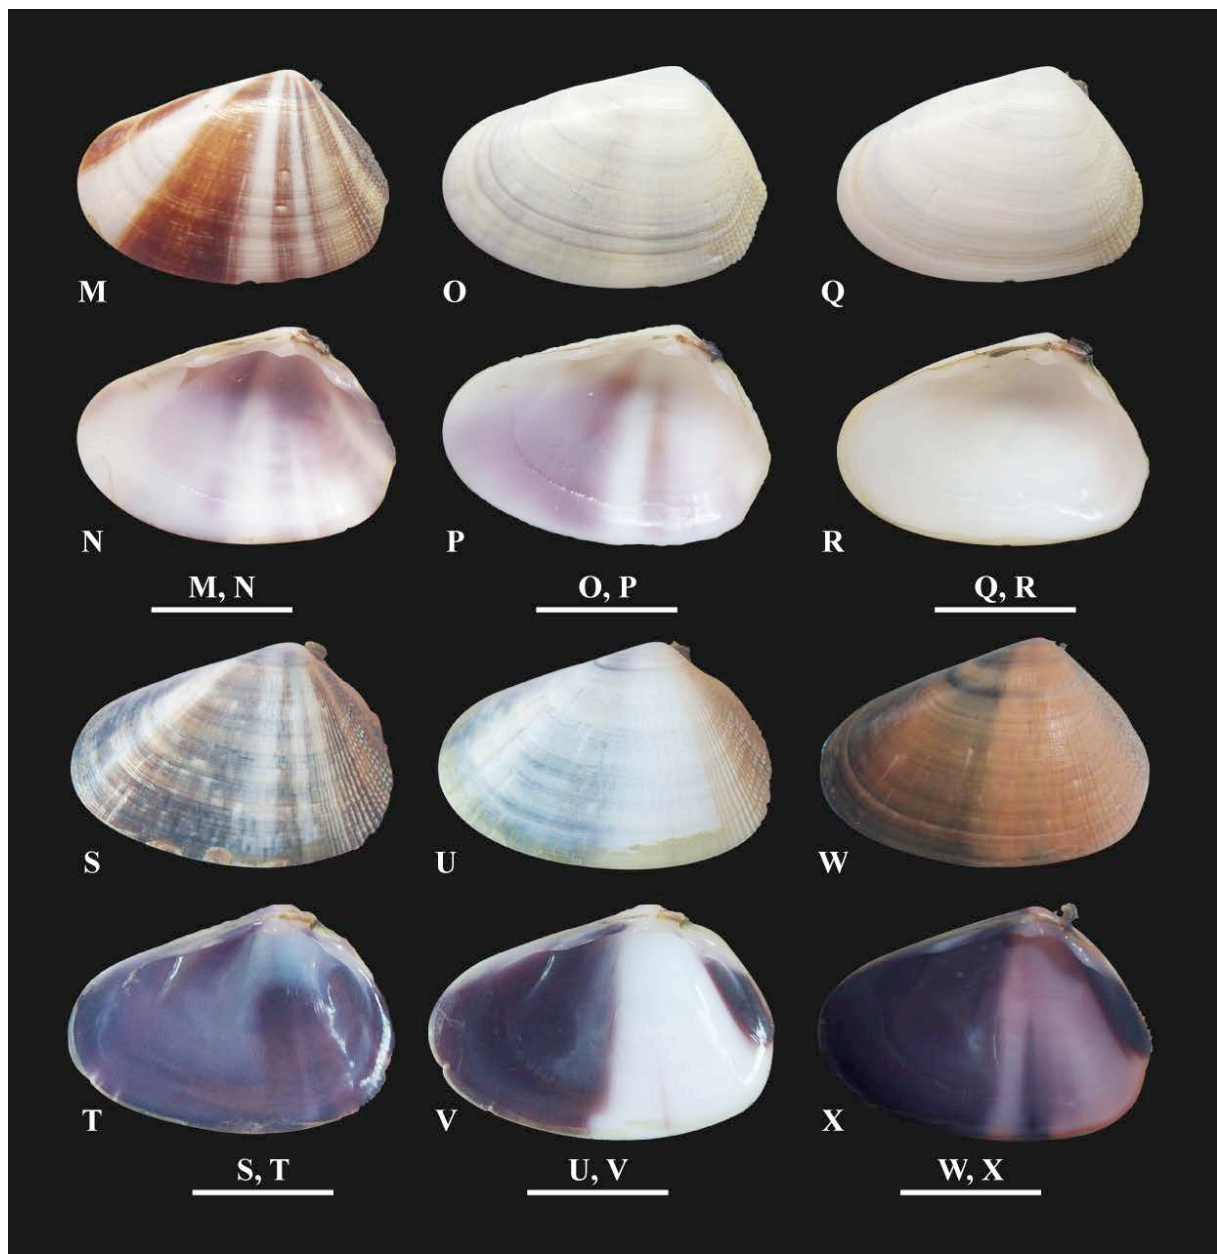 M O Q
N P R
M, N O, P Q, R
S U W
T V X
S, T U, V W, X